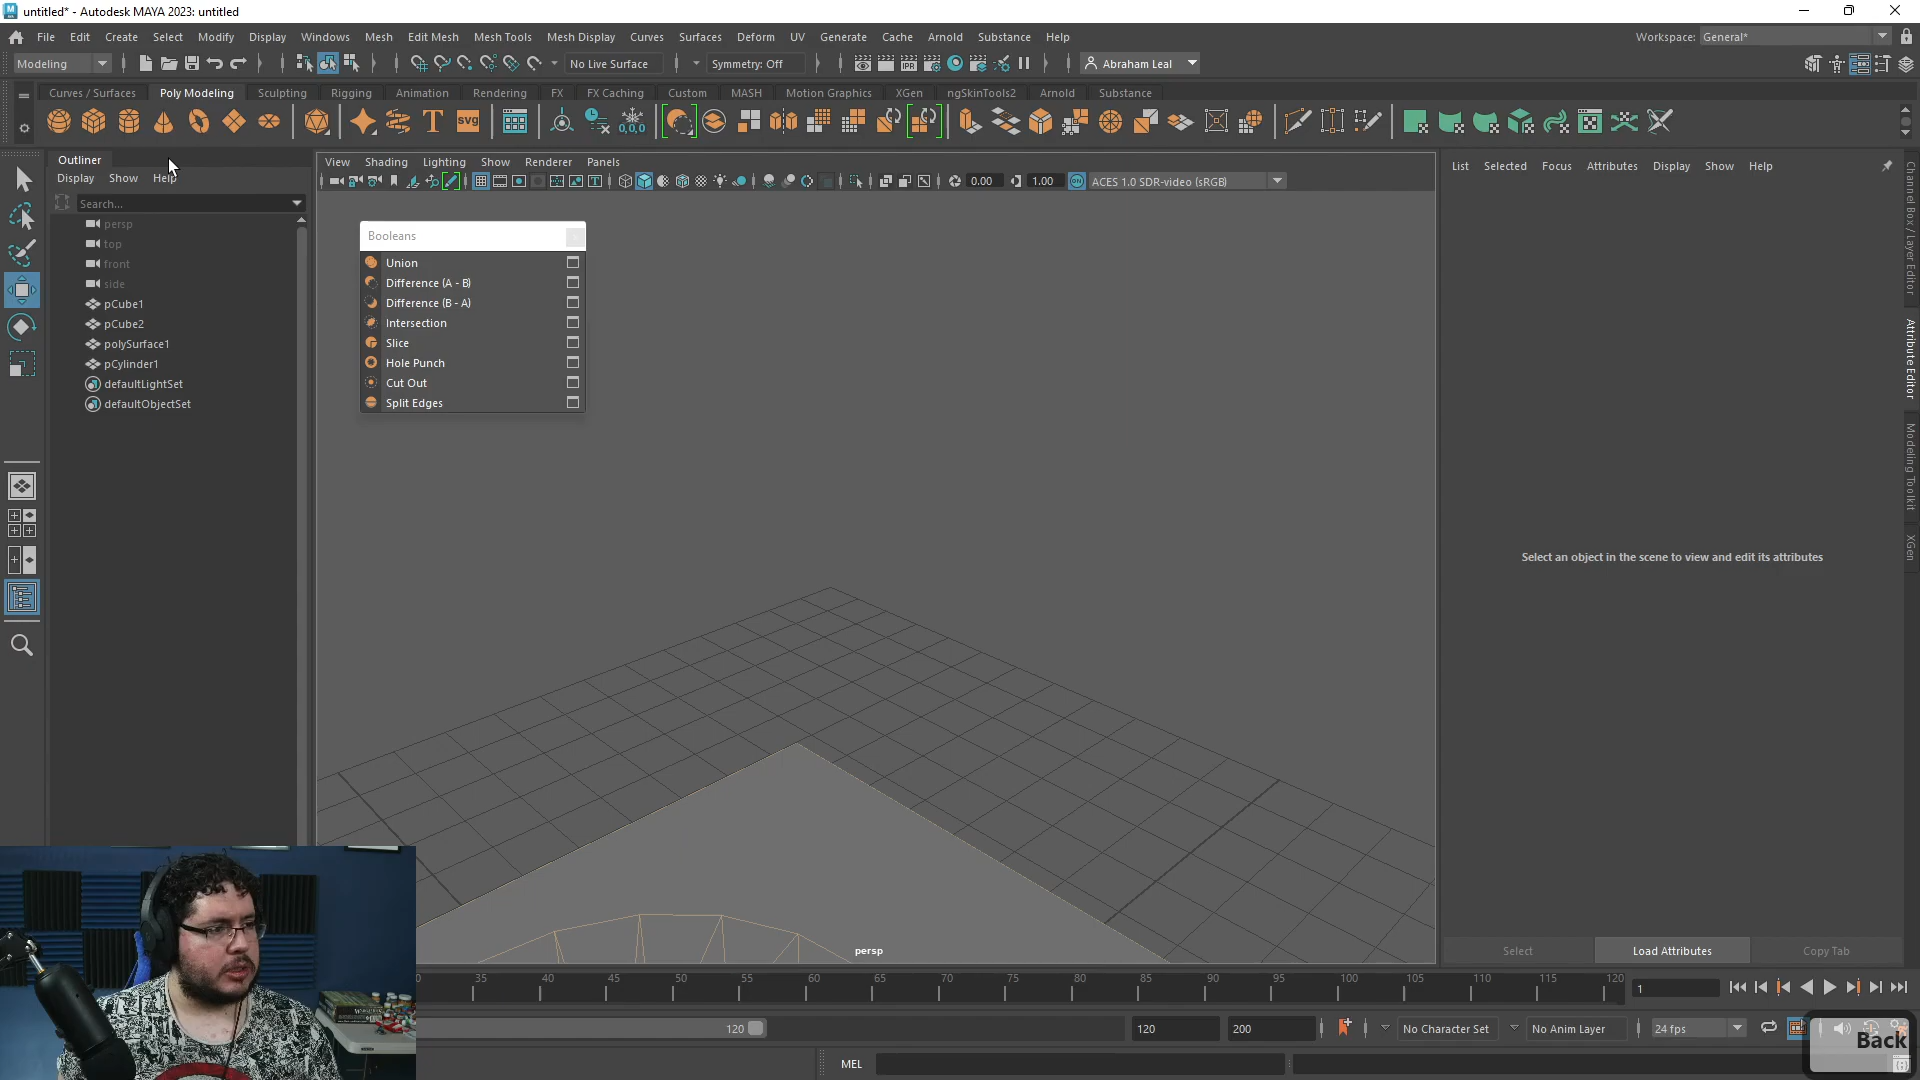 untitled* - Autodesk MAYA 2023: untitled
File Edit Create Select Modify Display Windows Mesh Edit Mesh Mesh Tools Mesh Display Curves Surfaces Deform UV Generate Cache Arnold Substance Help
Workspace: General*
Modeling
No Live Surface
Symmetry: Off
Abraham Leal
Curves / Surfaces Poly Modeling Sculpting Rigging Animation Rendering FX FX Caching Custom MASH Motion Graphics XGen ngSkinTools2 Arnold Substance
SVG
0,0,0
IPR
Outliner
Display Show Help
Search...
persp
top
front
side
pCube1
pCube2
polySurface1
pCylinder1
defaultLightSet
defaultObjectSet
View Shading Lighting Show Renderer Panels
0.00
1.00
ON
ACES 1.0 SDR-video (sRGB)
Booleans
Union
Difference (A - B)
Difference (B - A)
Intersection
Slice
Hole Punch
Cut Out
Split Edges
persp
List Selected Focus Attributes Display Show Help
Select an object in the scene to view and edit its attributes
Select
Load Attributes
Copy Tab
Channel Box / Layer Editor
Attribute Editor
Modeling Toolkit
XGen
35 40 45 50 55 60 65 70 75 80 85 90 95 100 105 110 115 120
1
120
120
200
No Character Set
No Anim Layer
24 fps
MEL
Back